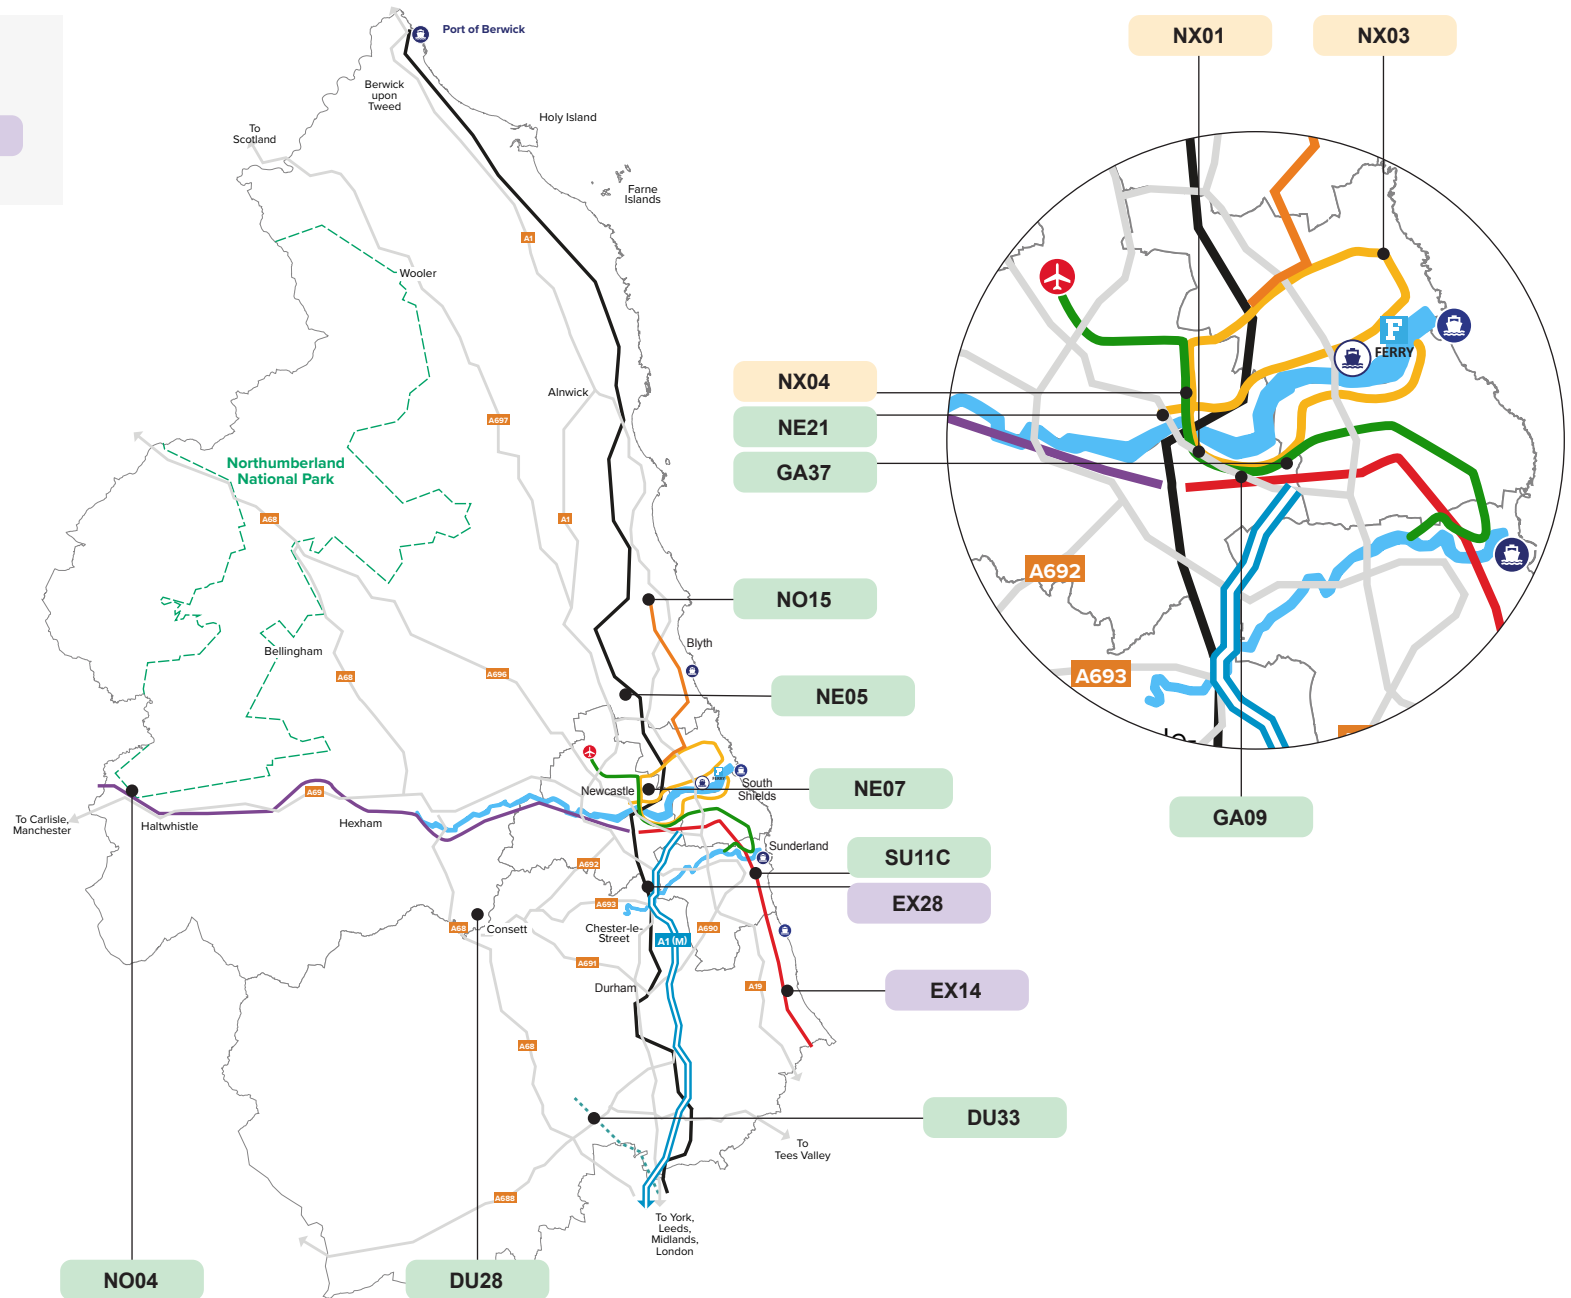 Port of Berwick
NX01
NX03
Berwick
upon
Tweed
Holy Island
To
Scotland
Farne
Islands
A1
Wooler
F
FERRY
NX04
Alnwick
A697
NE21
Northumberland
National Park
GA37
A68
A1
A692
NO15
Blyth
Bellingham
A68
A696
A693
NE05
FERRY
Newcastle
South
Shields
NE07
A69
To Carlisle,
Manchester
Haltwhistle
Hexham
GA09
Sunderland
SU11C
A692
EX28
A693
A68
Consett
Chester-le-
Street
A690
A1 (M)
A691
Durham
A19
EX14
A68
DU33
To
Tees Valley
A688
To York,
Leeds,
Midlands,
London
NO04
DU28